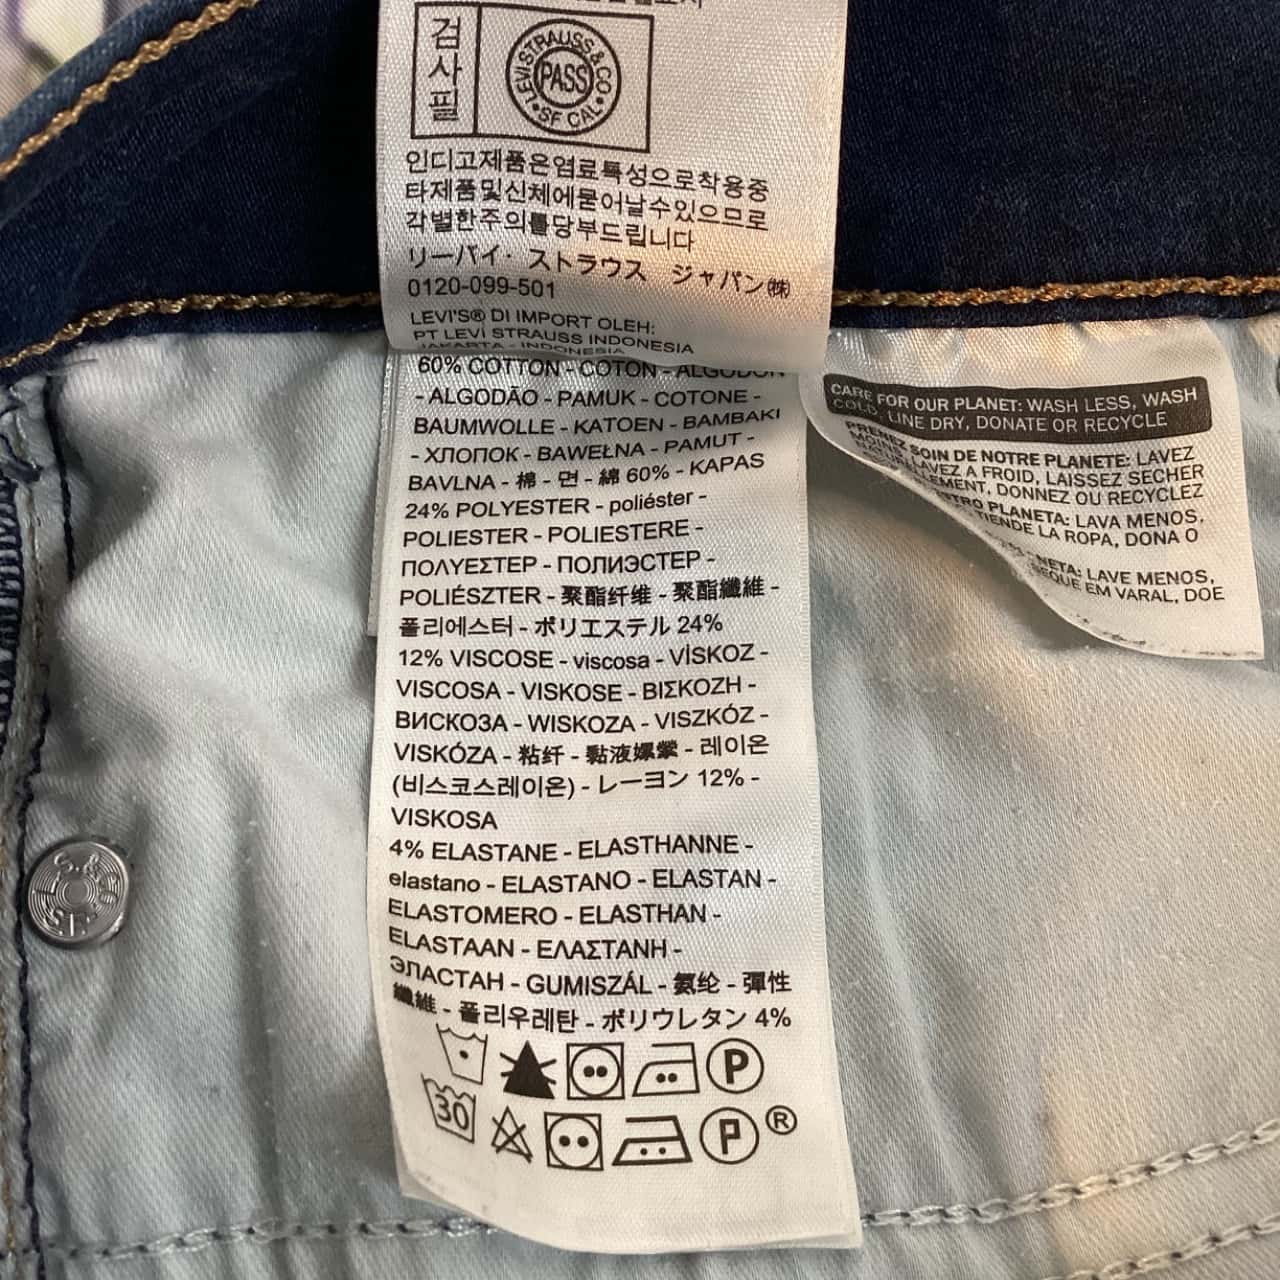 검사필
LEVI STRAUSS & CO
PASS
SF CAL
인디고제품은염료특성으로착용중
타제품및신체에묻어날수있으므로
각별한주의를당부드립니다
リーバイ・ストラウス ジャパン㈱
0120-099-501
LEVI'S® DI IMPORT OLEH:
PT LEVI STRAUSS INDONESIA
JAKARTA - INDONESIA
60% COTTON - COTON - ALGODON
- ALGODÃO - PAMUK - COTONE -
BAUMWOLLE - KATOEN - BAMBAKI
- ХЛОПОК - BAWEŁNA - PAMUT -
BAVLNA - 棉 - 면 - 綿 60% - KAPAS
24% POLYESTER - poliéster -
POLIESTER - POLIESTERE -
ΠΟΛΥΕΣΤΕΡ - ПОЛИЭСТЕР -
POLIÉSZTER - 聚酯纤维 - 聚酯纖維 -
폴리에스터 - ポリエステル 24%
12% VISCOSE - viscosa - VİSKOZ -
VISCOSA - VISKOSE - ΒΙΣΚΟΖΗ -
ВИСКОЗА - WISKOZA - VISZKÓZ -
VISKÓZA - 粘纤 - 黏液嫘縈 - 레이온
(비스코스레이온) - レーヨン 12% -
VISKOSA
4% ELASTANE - ELASTHANNE -
elastano - ELASTANO - ELASTAN -
ELASTOMERO - ELASTHAN -
ELASTAAN - ΕΛΑΣΤΑΝΗ -
ЭЛАСТАН - GUMISZÁL - 氨纶 - 彈性
纖維 - 폴리우레탄 - ポリウレタン 4%
P
30 P ®
CARE FOR OUR PLANET: WASH LESS, WASH
COLD, LINE DRY, DONATE OR RECYCLE
PRENEZ SOIN DE NOTRE PLANETE: LAVEZ
MOINS, LAVEZ A FROID, LAISSEZ SECHER
NATURELLEMENT, DONNEZ OU RECYCLEZ
PLANETA: LAVA MENOS,
TIENDE LA ROPA, DONA O
LAVE MENOS,
EM VARAL, DOE
S. &
ST.